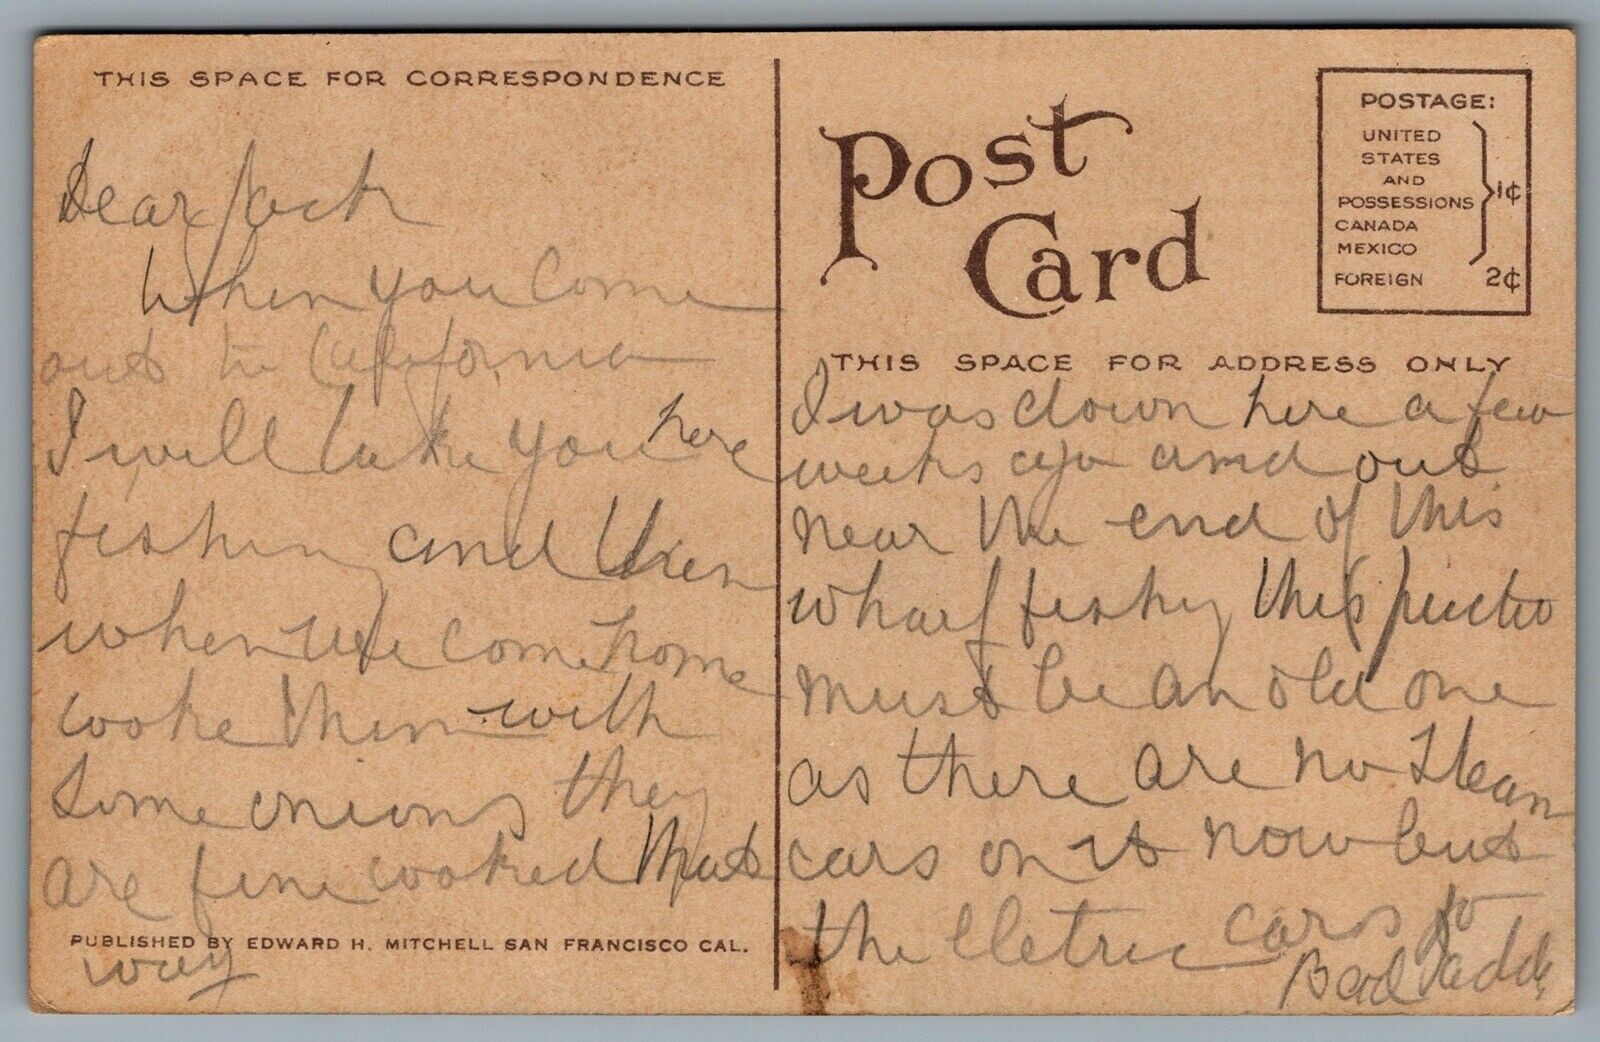 THIS SPACE FOR CORRESPONDENCE
Dear Jack
When you come
out to California
I will take you here
fishing and then
when we come home
cooke them with
some onions they
are fine cooked that
way
PUBLISHED BY EDWARD H. MITCHELL SAN FRANCISCO CAL.
Post
Card
POSTAGE:
UNITED
STATES
AND
POSSESSIONS
CANADA
MEXICO
1¢
FOREIGN 2¢
THIS SPACE FOR ADDRESS ONLY
I was down here a few
weeks ago and out
near the end of this
wharf fishing this
must be an old one
as there are no Steam
cars on it now but
the Eletric cars go
Dadd